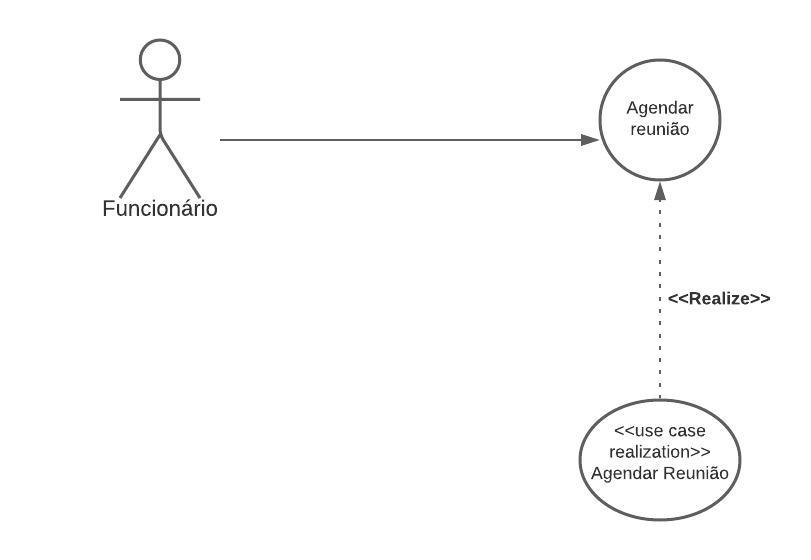 Agendar
reunião
Funcionário
<<Realize>>
<<use case
realization>>
Agendar Reunião